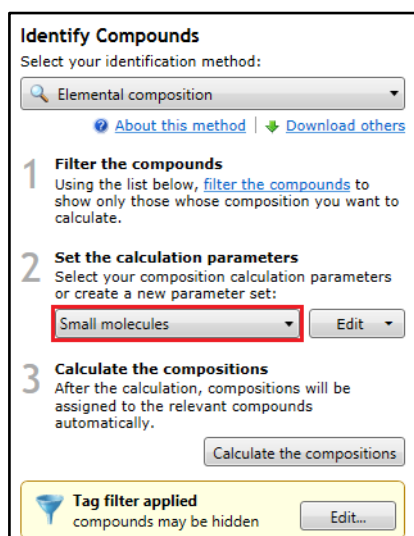 Identify Compounds
Select your identification method:
Elemental composition
About this method | Download others
1 Filter the compounds
Using the list below, filter the compounds to
show only those whose composition you want to
calculate.
2 Set the calculation parameters
Select your composition calculation parameters
or create a new parameter set:
Small molecules Edit
3 Calculate the compositions
After the calculation, compositions will be
assigned to the relevant compounds
automatically.
Calculate the compositions
Tag filter applied
compounds may be hidden Edit...